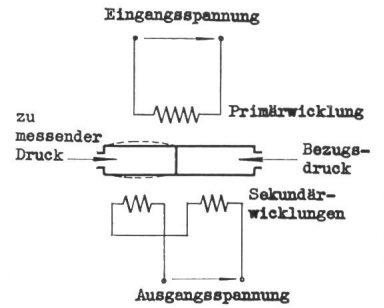 Eingangsspannung
Primärwicklung
zu
messender
Druck
Bezugs-
druck
Sekundär-
wicklungen
Ausgangsspannung